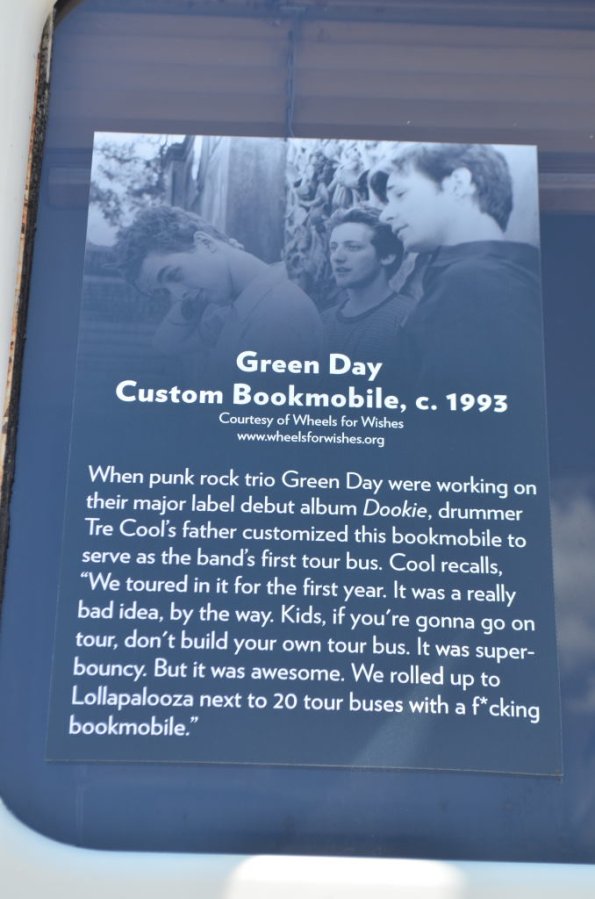 Green Day
Custom Bookmobile, c. 1993
Courtesy of Wheels for Wishes
www.wheelsforwishes.org
When punk rock trio Green Day were working on
their major label debut album Dookie, drummer
Tre Cool's father customized this bookmobile to
serve as the band's first tour bus. Cool recalls,
“We toured in it for the first year. It was a really
bad idea, by the way. Kids, if you're gonna go on
tour, don't build your own tour bus. It was super-
bouncy. But it was awesome. We rolled up to
Lollapalooza next to 20 tour buses with a f*cking
bookmobile.”